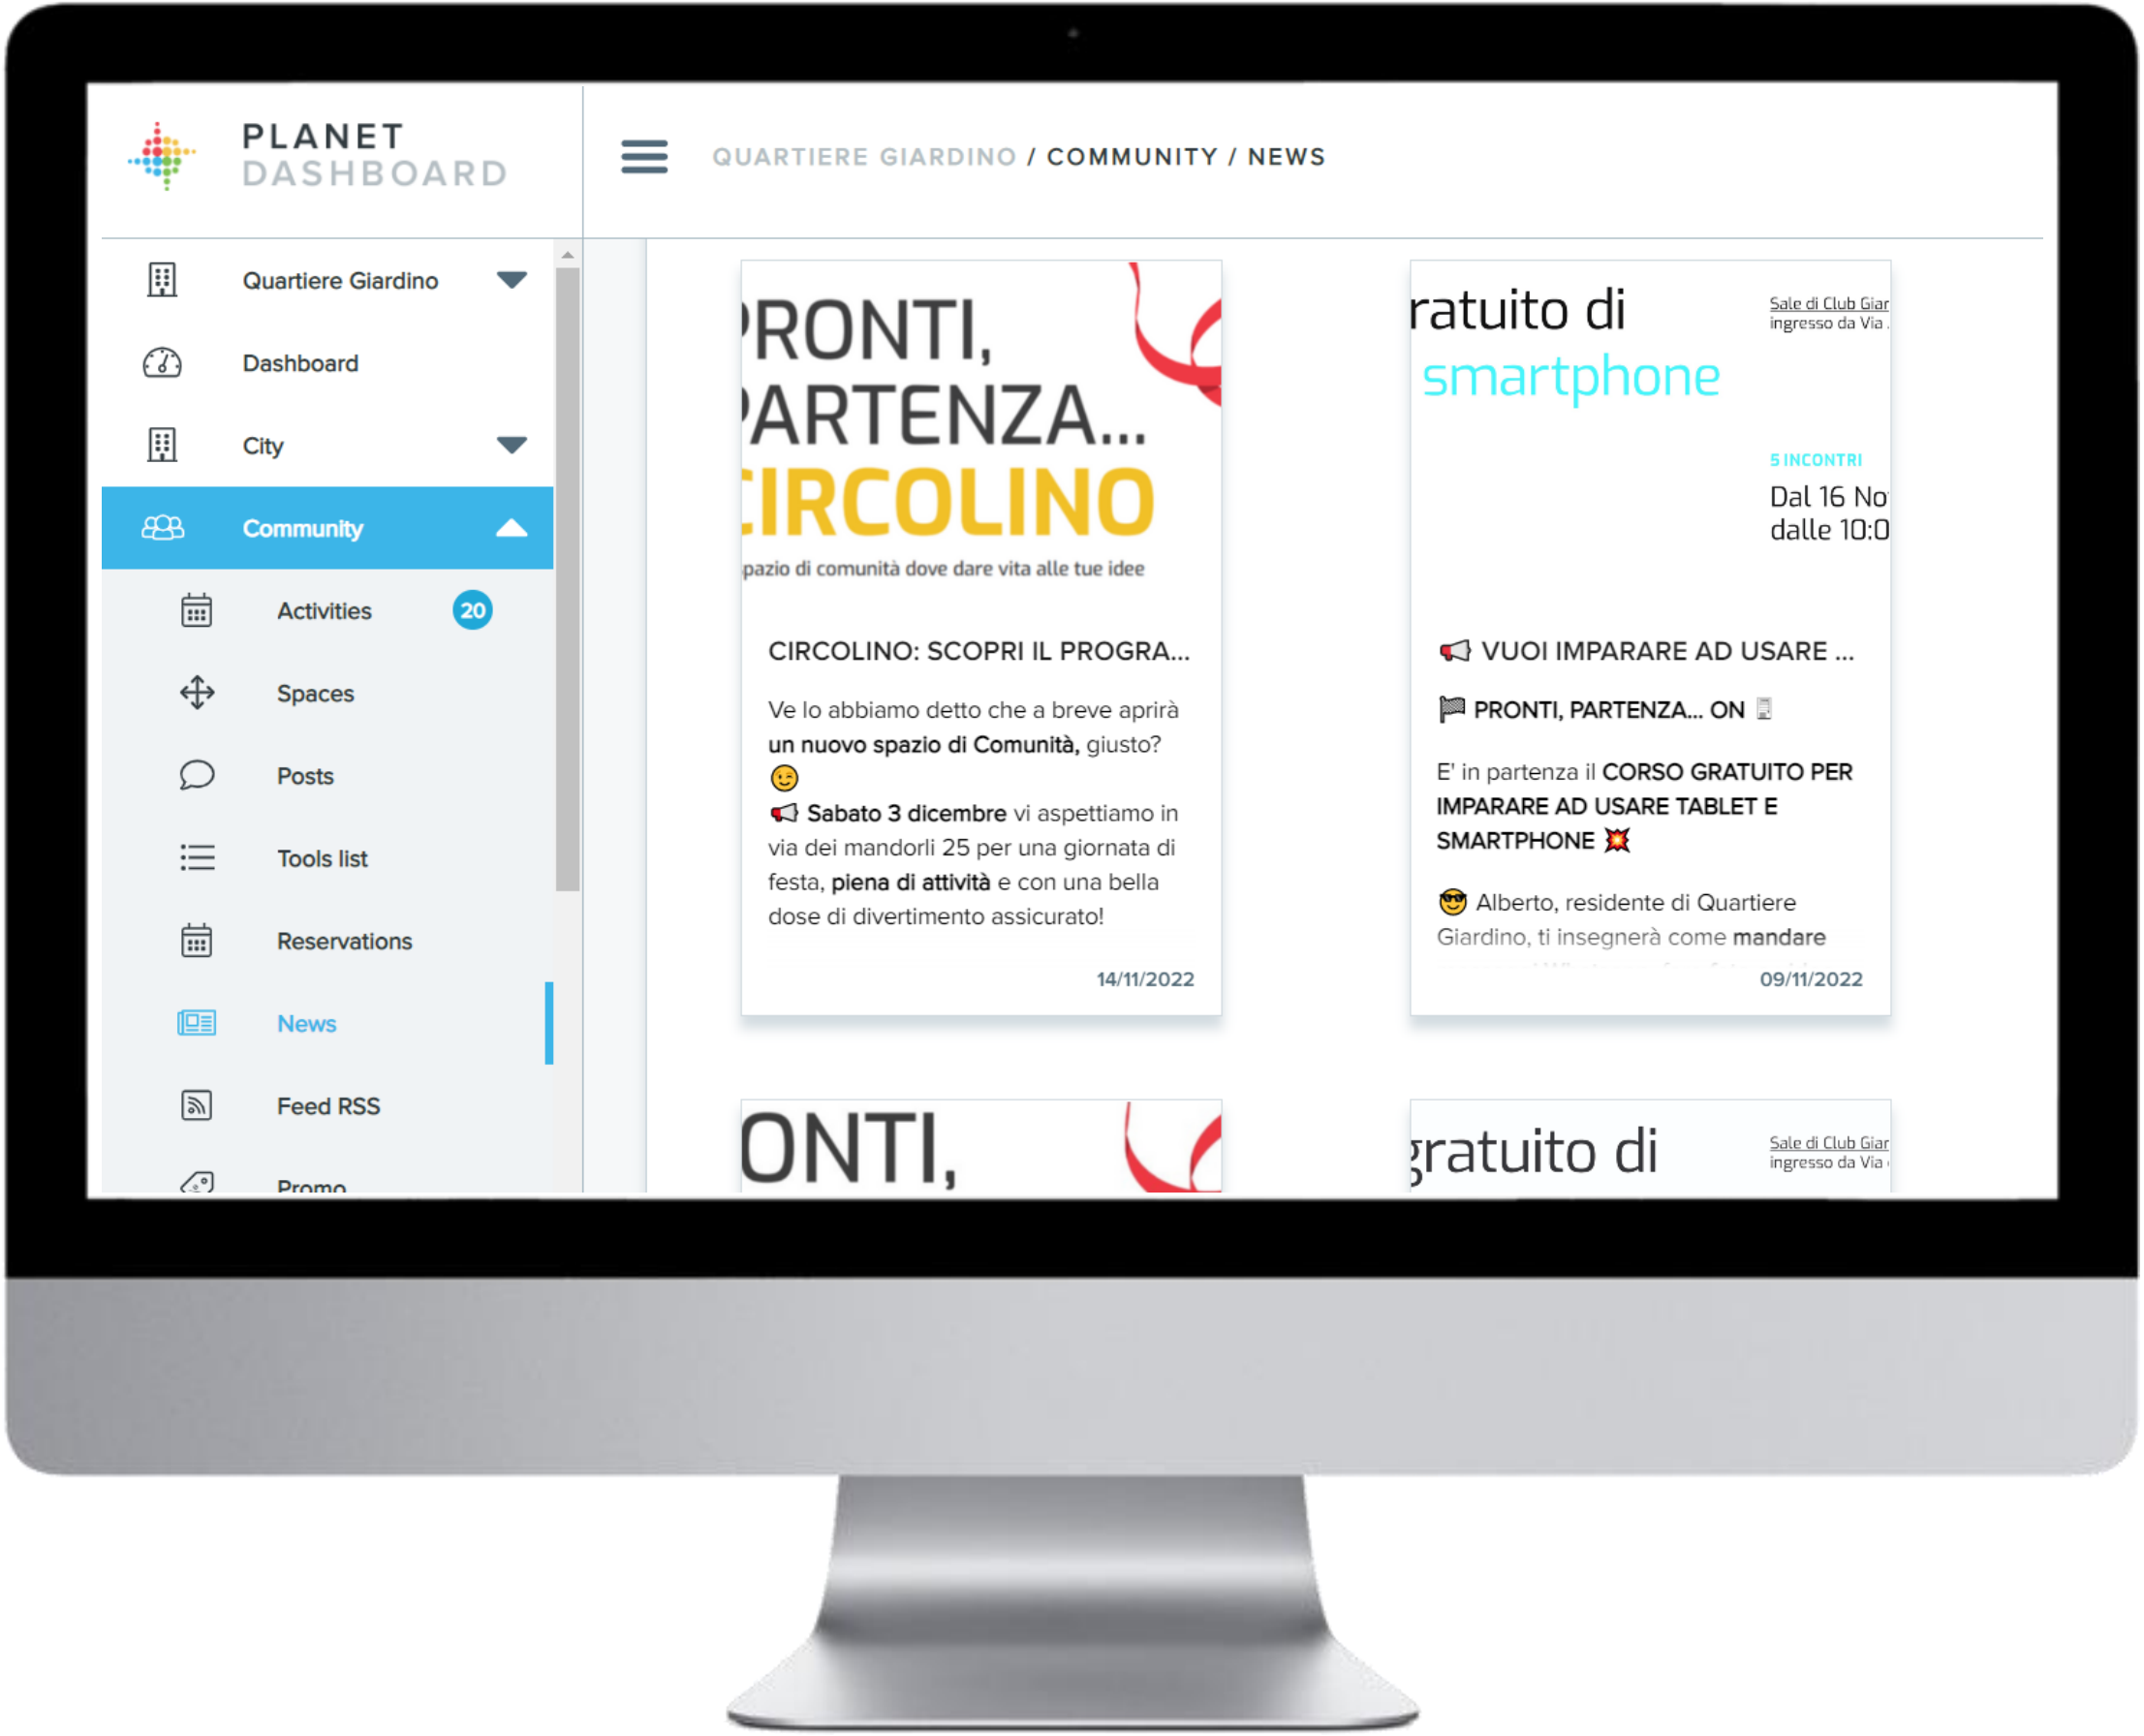 PLANET
DASHBOARD
QUARTIERE GIARDINO / COMMUNITY / NEWS
Quartiere Giardino
Dashboard
City
Community
Activities 20
Spaces
Posts
Tools list
Reservations
News
Feed RSS
Promo
PRONTI,
PARTENZA...
CIRCOLINO
pazio di comunità dove dare vita alle tue idee
CIRCOLINO: SCOPRI IL PROGRA...
Ve lo abbiamo detto che a breve aprirà
un nuovo spazio di Comunità, giusto?
😉
📢 Sabato 3 dicembre vi aspettiamo in
via dei mandorli 25 per una giornata di
festa, piena di attività e con una bella
dose di divertimento assicurato!
14/11/2022
ratuito di
smartphone
Sale di Club Giar
ingresso da Via
5 INCONTRI
Dal 16 No
dalle 10:0
📢 VUOI IMPARARE AD USARE ...
🏁 PRONTI, PARTENZA... ON 📱
E' in partenza il CORSO GRATUITO PER
IMPARARE AD USARE TABLET E
SMARTPHONE 💥
😎 Alberto, residente di Quartiere
Giardino, ti insegnerà come mandare
09/11/2022
ONTI,
gratuito di
Sale di Club Giar
ingresso da Via